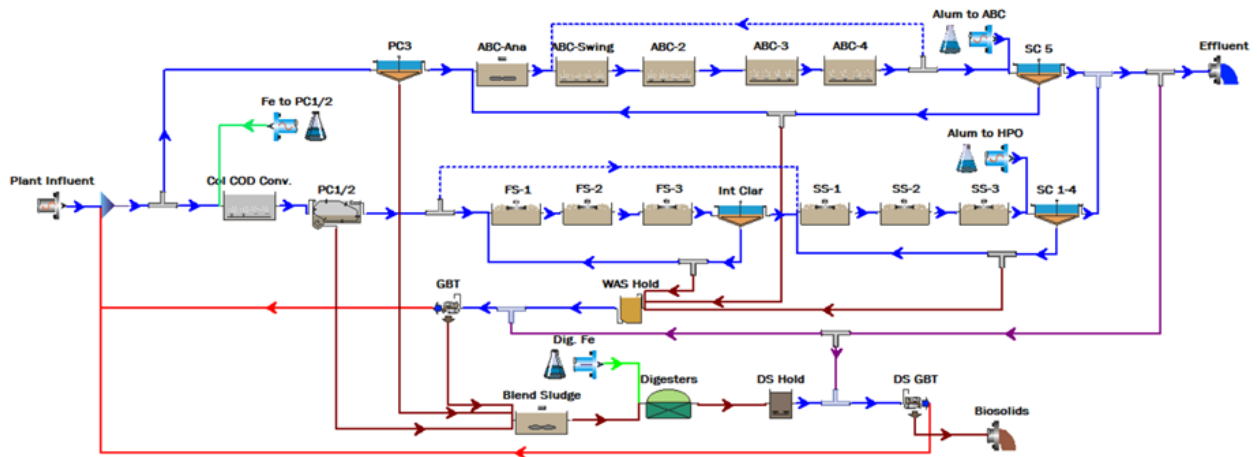 Alum to ABC
PC3
ABC-Ana
ABC-Swing
ABC-2
ABC-3
ABC-4
SC 5
Effluent
Fe to PC1/2
Alum to HPO
Plant Influent
Col COD Conv.
PC1/2
FS-1
FS-2
FS-3
Int Clar
SS-1
SS-2
SS-3
SC 1-4
GBT
WAS Hold
Dig. Fe
Blend Sludge
Digesters
DS Hold
DS GBT
Biosolids